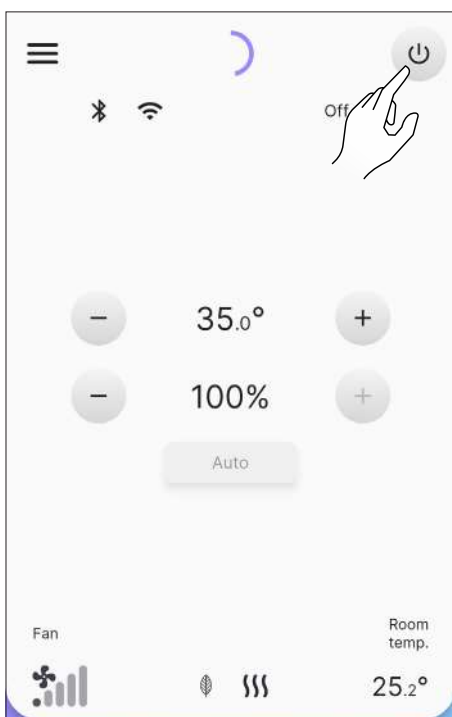 Off
− 35.0° +
− 100% +
Auto
Fan
Room
temp.
25.2°